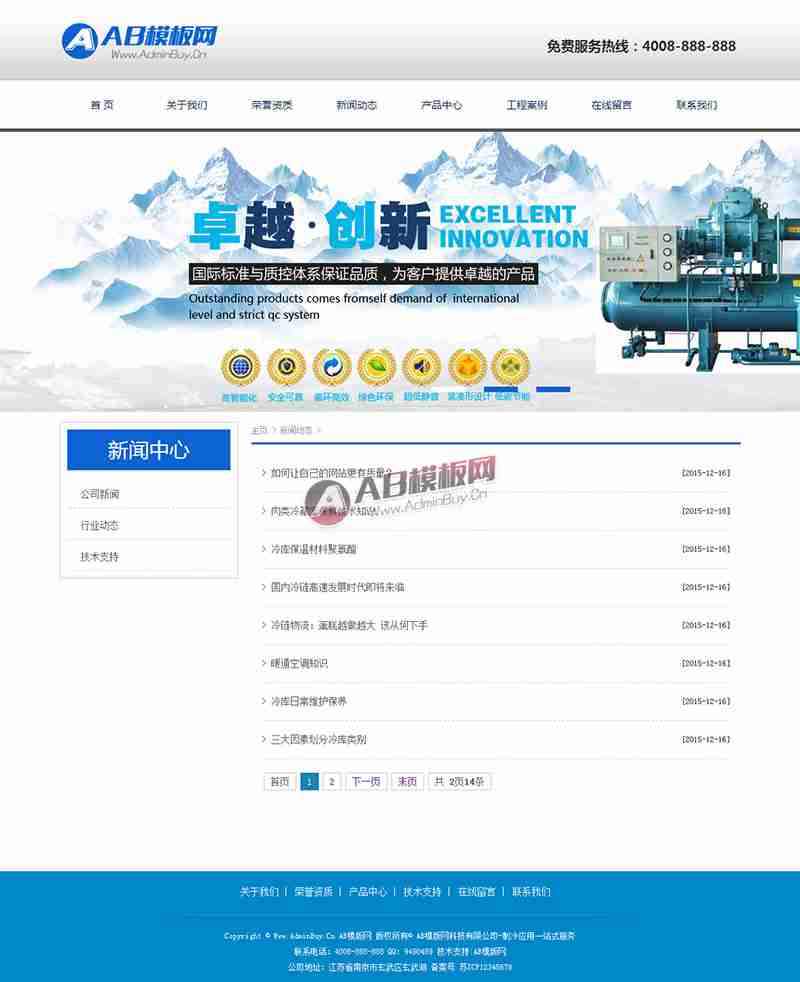 AB模板网
Www.AdminBuy.Cn
免费服务热线：4008-888-888
首 页 关于我们 荣誉资质 新闻动态 产品中心 工程案例 在线留言 联系我们
卓越·创新 EXCELLENT INNOVATION
国际标准与质控体系保证品质，为客户提供卓越的产品
Outstanding products comes fromself demand of international
level and strict qc system
高智能化 安全可靠 循环高效 绿色环保 超低静音 紧凑形设计 低碳节能
新闻中心
公司新闻
行业动态
技术支持
主页 > 新闻动态 >
> 如何让自己的网站更有质量? [2015-12-16]
AB模板网
www.AdminBuy.Cn
> 肉类冷 [2015-12-16]
> 冷库保温材料聚氨酯 [2015-12-16]
> 国内冷链高速发展时代即将来临 [2015-12-16]
> 冷链物流：蛋糕越做越大 该从何下手 [2015-12-16]
> 暖通空调知识 [2015-12-16]
> 冷库日常维护保养 [2015-12-16]
> 三大因素划分冷库类别 [2015-12-16]
首页 1 2 下一页 末页 共 2页14条
关于我们 | 荣誉资质 | 产品中心 | 技术支持 | 在线留言 | 联系我们
Copyright © Www.AdminBuy.Cn AB模板网 版权所有© AB模板网科技有限公司-制冷应用一站式服务
联系电话：4008-888-888 QQ：9490489 技术支持:AB模板网
公司地址：江苏省南京市玄武区玄武湖 备案号 苏ICP12345678